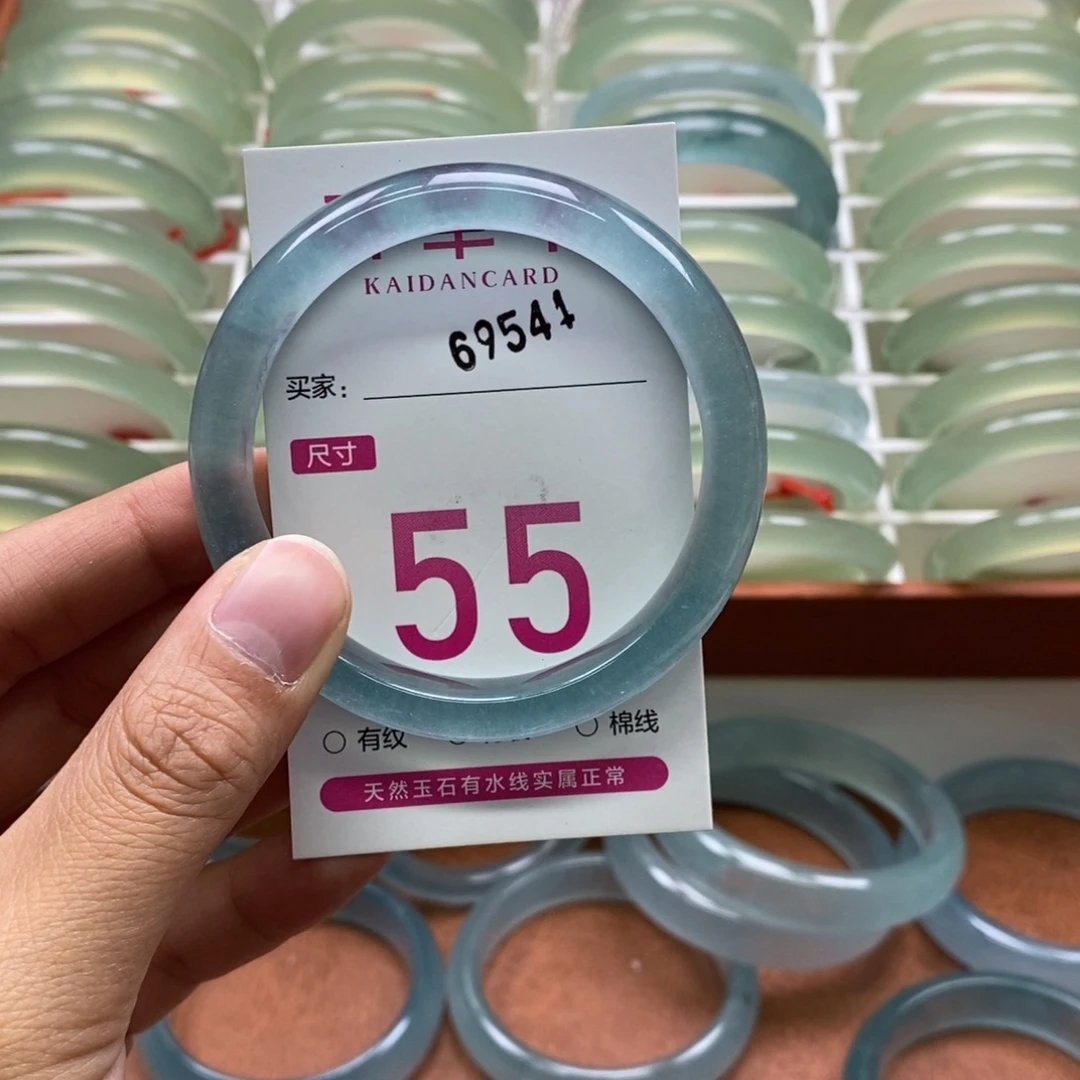 KAIDANCARD
69541
买家：
尺寸
55
○ 有纹 ○ 棉线
天然玉石有水线实属正常